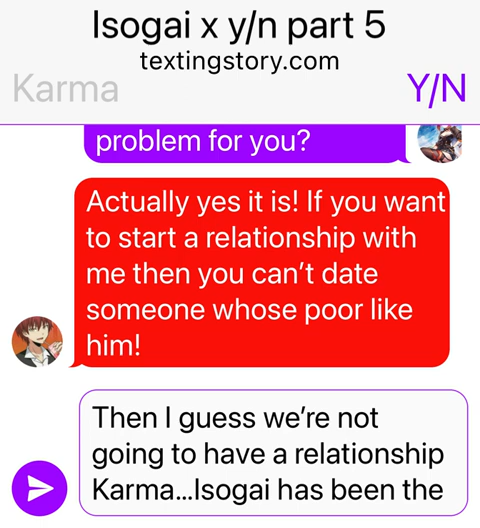 Isogai x y/n part 5
textingstory.com
Karma
Y/N
problem for you?
Actually yes it is! If you want
to start a relationship with
me then you can’t date
someone whose poor like
him!
Then I guess we’re not
going to have a relationship
Karma...Isogai has been the